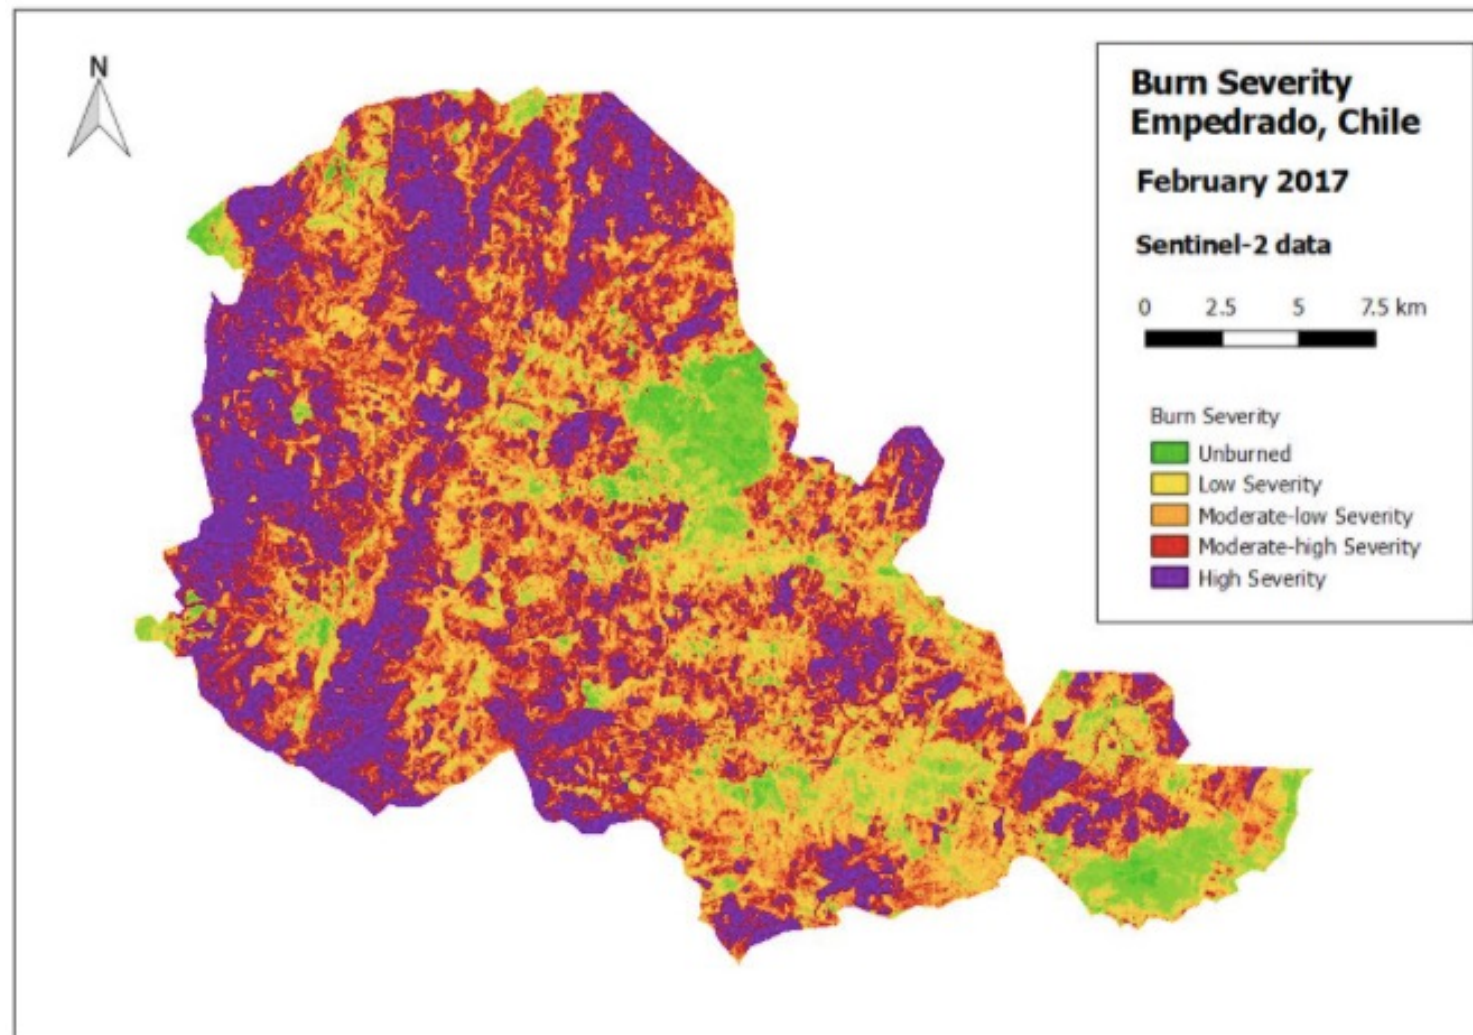 N
Burn Severity
Empedrado, Chile
February 2017
Sentinel-2 data
0 2.5 5 7.5 km
Burn Severity
Unburned
Low Severity
Moderate-low Severity
Moderate-high Severity
High Severity